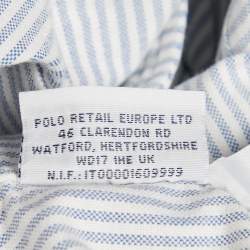 POLO RETAIL EUROPE LTD
46 CLARENDON RD
WATFORD, HERTFORDSHIRE
WD17 1HE UK
N.I.F.: IT00001609999